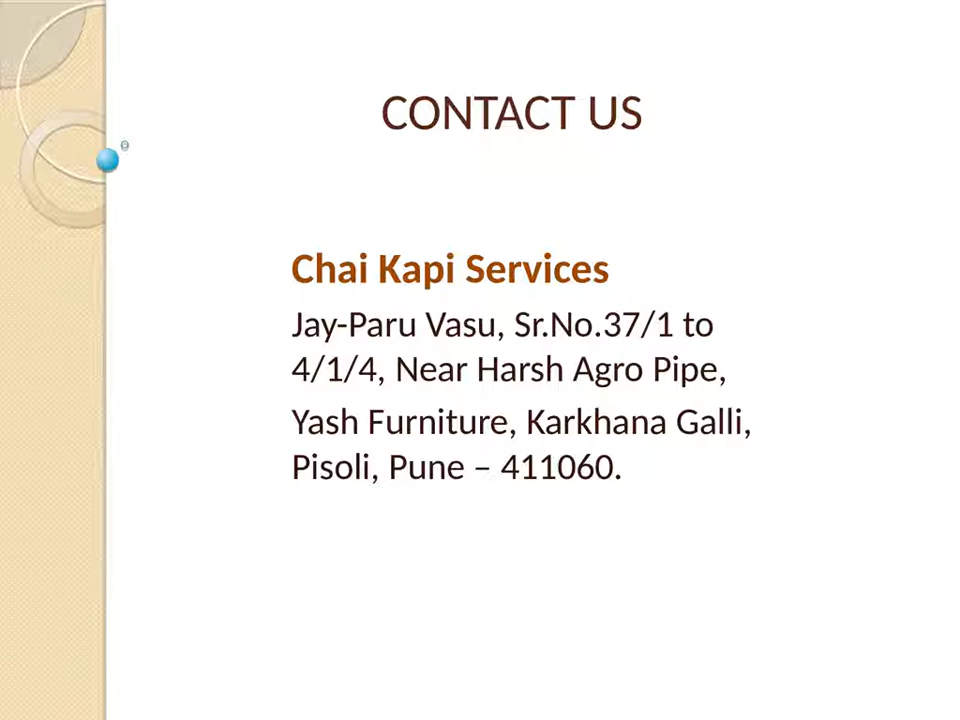 CONTACT US
Chai Kapi Services
Jay-Paru Vasu, Sr.No.37/1 to
4/1/4, Near Harsh Agro Pipe,
Yash Furniture, Karkhana Galli,
Pisoli, Pune – 411060.